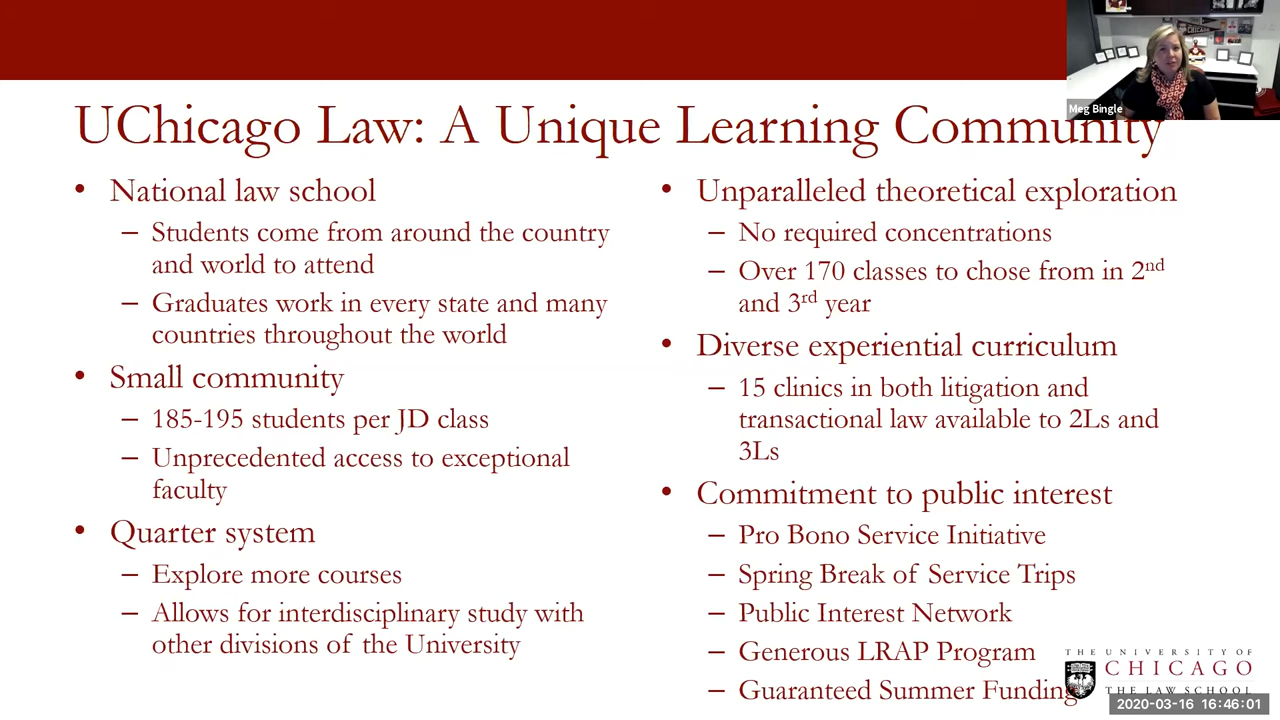 UChicago Law: A Unique Learning Community
• National law school
– Students come from around the country
and world to attend
– Graduates work in every state and many
countries throughout the world
• Small community
– 185-195 students per JD class
– Unprecedented access to exceptional
faculty
• Quarter system
– Explore more courses
– Allows for interdisciplinary study with
other divisions of the University
• Unparalleled theoretical exploration
– No required concentrations
– Over 170 classes to chose from in 2nd
and 3rd year
• Diverse experiential curriculum
– 15 clinics in both litigation and
transactional law available to 2Ls and
3Ls
• Commitment to public interest
– Pro Bono Service Initiative
– Spring Break of Service Trips
– Public Interest Network
– Generous LRAP Program
– Guaranteed Summer Funding
Meg Bingle
CHICAGO
THE UNIVERSITY OF
CHICAGO
THE LAW SCHOOL
2020-03-16 16:46:01